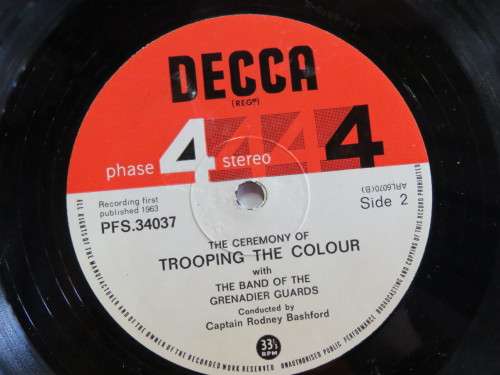 DECCA
(REGᴰ)
phase 4 stereo 4
Recording first
published 1963
PFS.34037
ARL6070(B)
Side 2
THE CEREMONY OF
TROOPING THE COLOUR
with
THE BAND OF THE
GRENADIER GUARDS
Conducted by
Captain Rodney Bashford
33⅓
RPM
ALL RIGHTS OF THE MANUFACTURER AND OF THE OWNER OF THE RECORDED WORK RESERVED UNAUTHORISED PUBLIC PERFORMANCE BROADCASTING AND COPYING OF THIS RECORD PROHIBITED